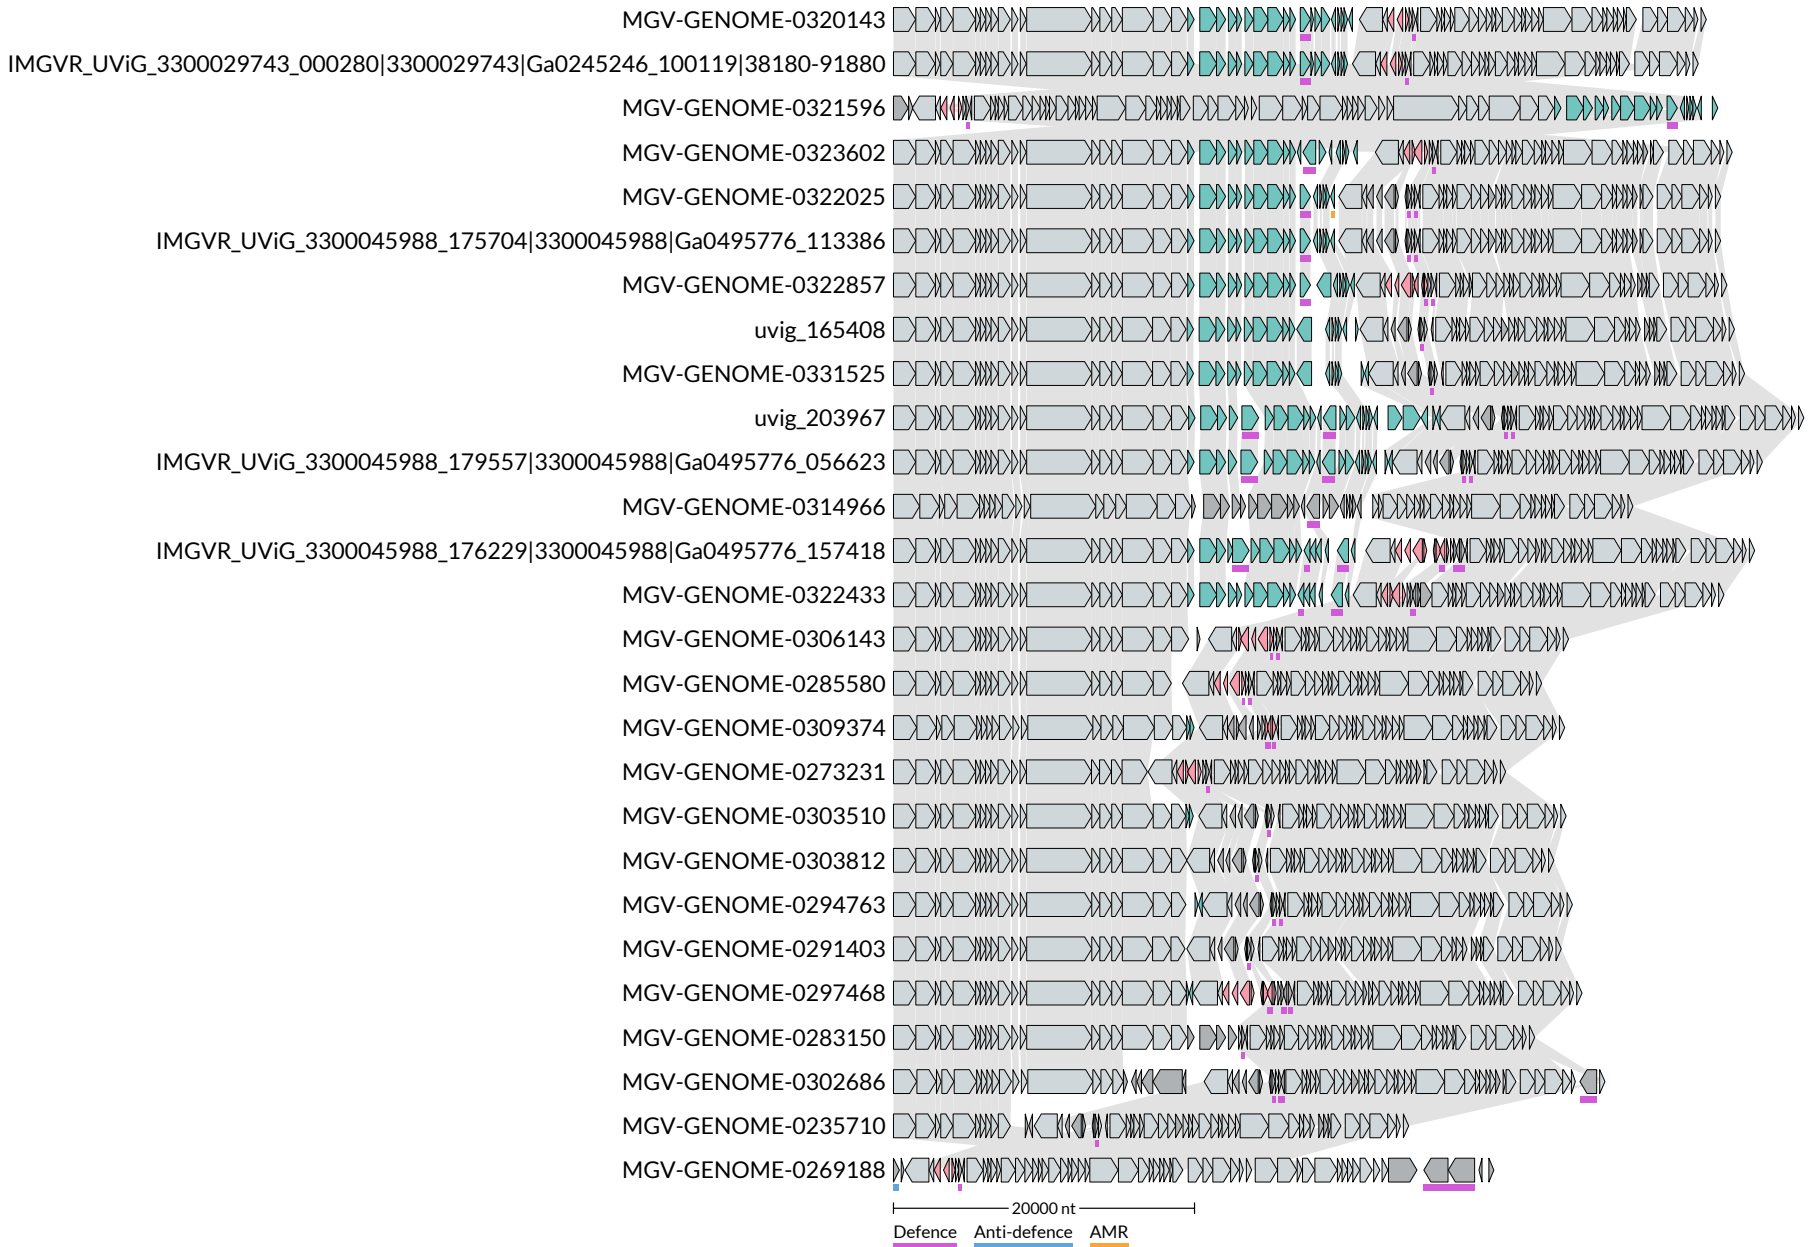 MGV-GENOME-0320143
IMGVR_UViG_3300029743_000280|3300029743|Ga0245246_100119|38180-91880
MGV-GENOME-0321596
MGV-GENOME-0323602
MGV-GENOME-0322025
IMGVR_UViG_3300045988_175704|3300045988|Ga0495776_113386
MGV-GENOME-0322857
uvig_165408
MGV-GENOME-0331525
uvig_203967
IMGVR_UViG_3300045988_179557|3300045988|Ga0495776_056623
MGV-GENOME-0314966
IMGVR_UViG_3300045988_176229|3300045988|Ga0495776_157418
MGV-GENOME-0322433
MGV-GENOME-0306143
MGV-GENOME-0285580
MGV-GENOME-0309374
MGV-GENOME-0273231
MGV-GENOME-0303510
MGV-GENOME-0303812
MGV-GENOME-0294763
MGV-GENOME-0291403
MGV-GENOME-0297468
MGV-GENOME-0283150
MGV-GENOME-0302686
MGV-GENOME-0235710
MGV-GENOME-0269188
20000 nt
Defence Anti-defence AMR